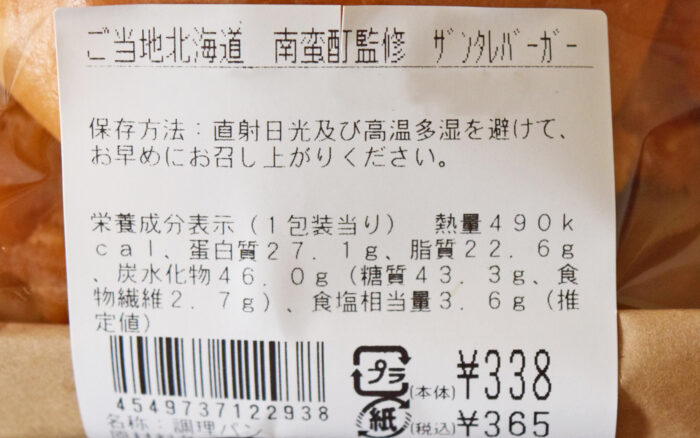 ご当地北海道　南蛮酊監修　ザンタレバーガー
保存方法：直射日光及び高温多湿を避けて、
お早めにお召し上がりください。
栄養成分表示（１包装当り）　熱量４９０ｋ
ｃａｌ、蛋白質２７．１ｇ、脂質２２．６ｇ
、炭水化物４６．０ｇ（糖質４３．３ｇ、食
物繊維２．７ｇ）、食塩相当量３．６ｇ（推
定値）
プラ
(本体) ¥338
4549737122938
紙
(税込) ¥365
名称：調理パン